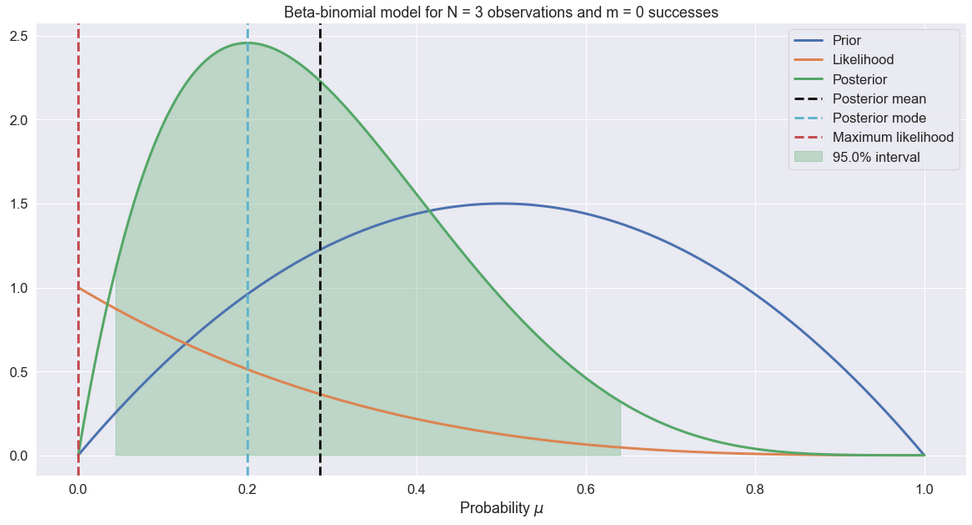 Beta-binomial model for N = 3 observations and m = 0 successes
2.5
2.0
1.5
1.0
0.5
0.0
Prior
Likelihood
Posterior
Posterior mean
Posterior mode
Maximum likelihood
95.0% interval
0.0 0.2 0.4 0.6 0.8 1.0
Probability μ